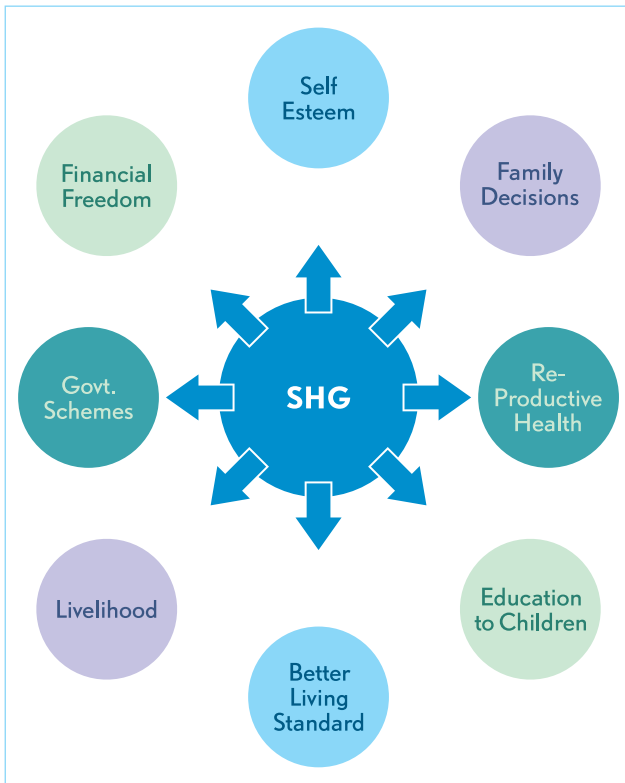 Self
Esteem
Financial
Freedom
Family
Decisions
Govt.
Schemes
SHG
Re-
Productive
Health
Livelihood
Education
to Children
Better
Living
Standard